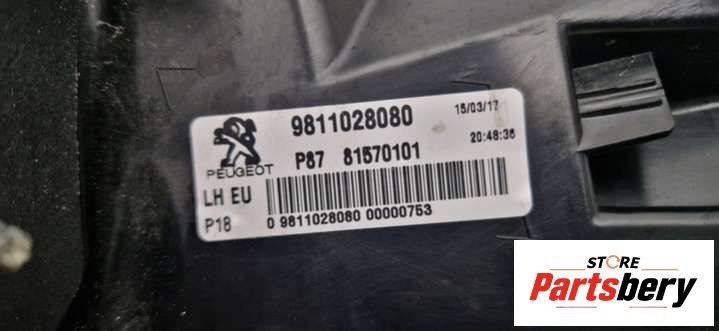 9811028080
15/03/17
PEUGEOT
P87 81570101
20:48:36
LH EU
P18
0 9811028080 00000753
STORE
Partsbery